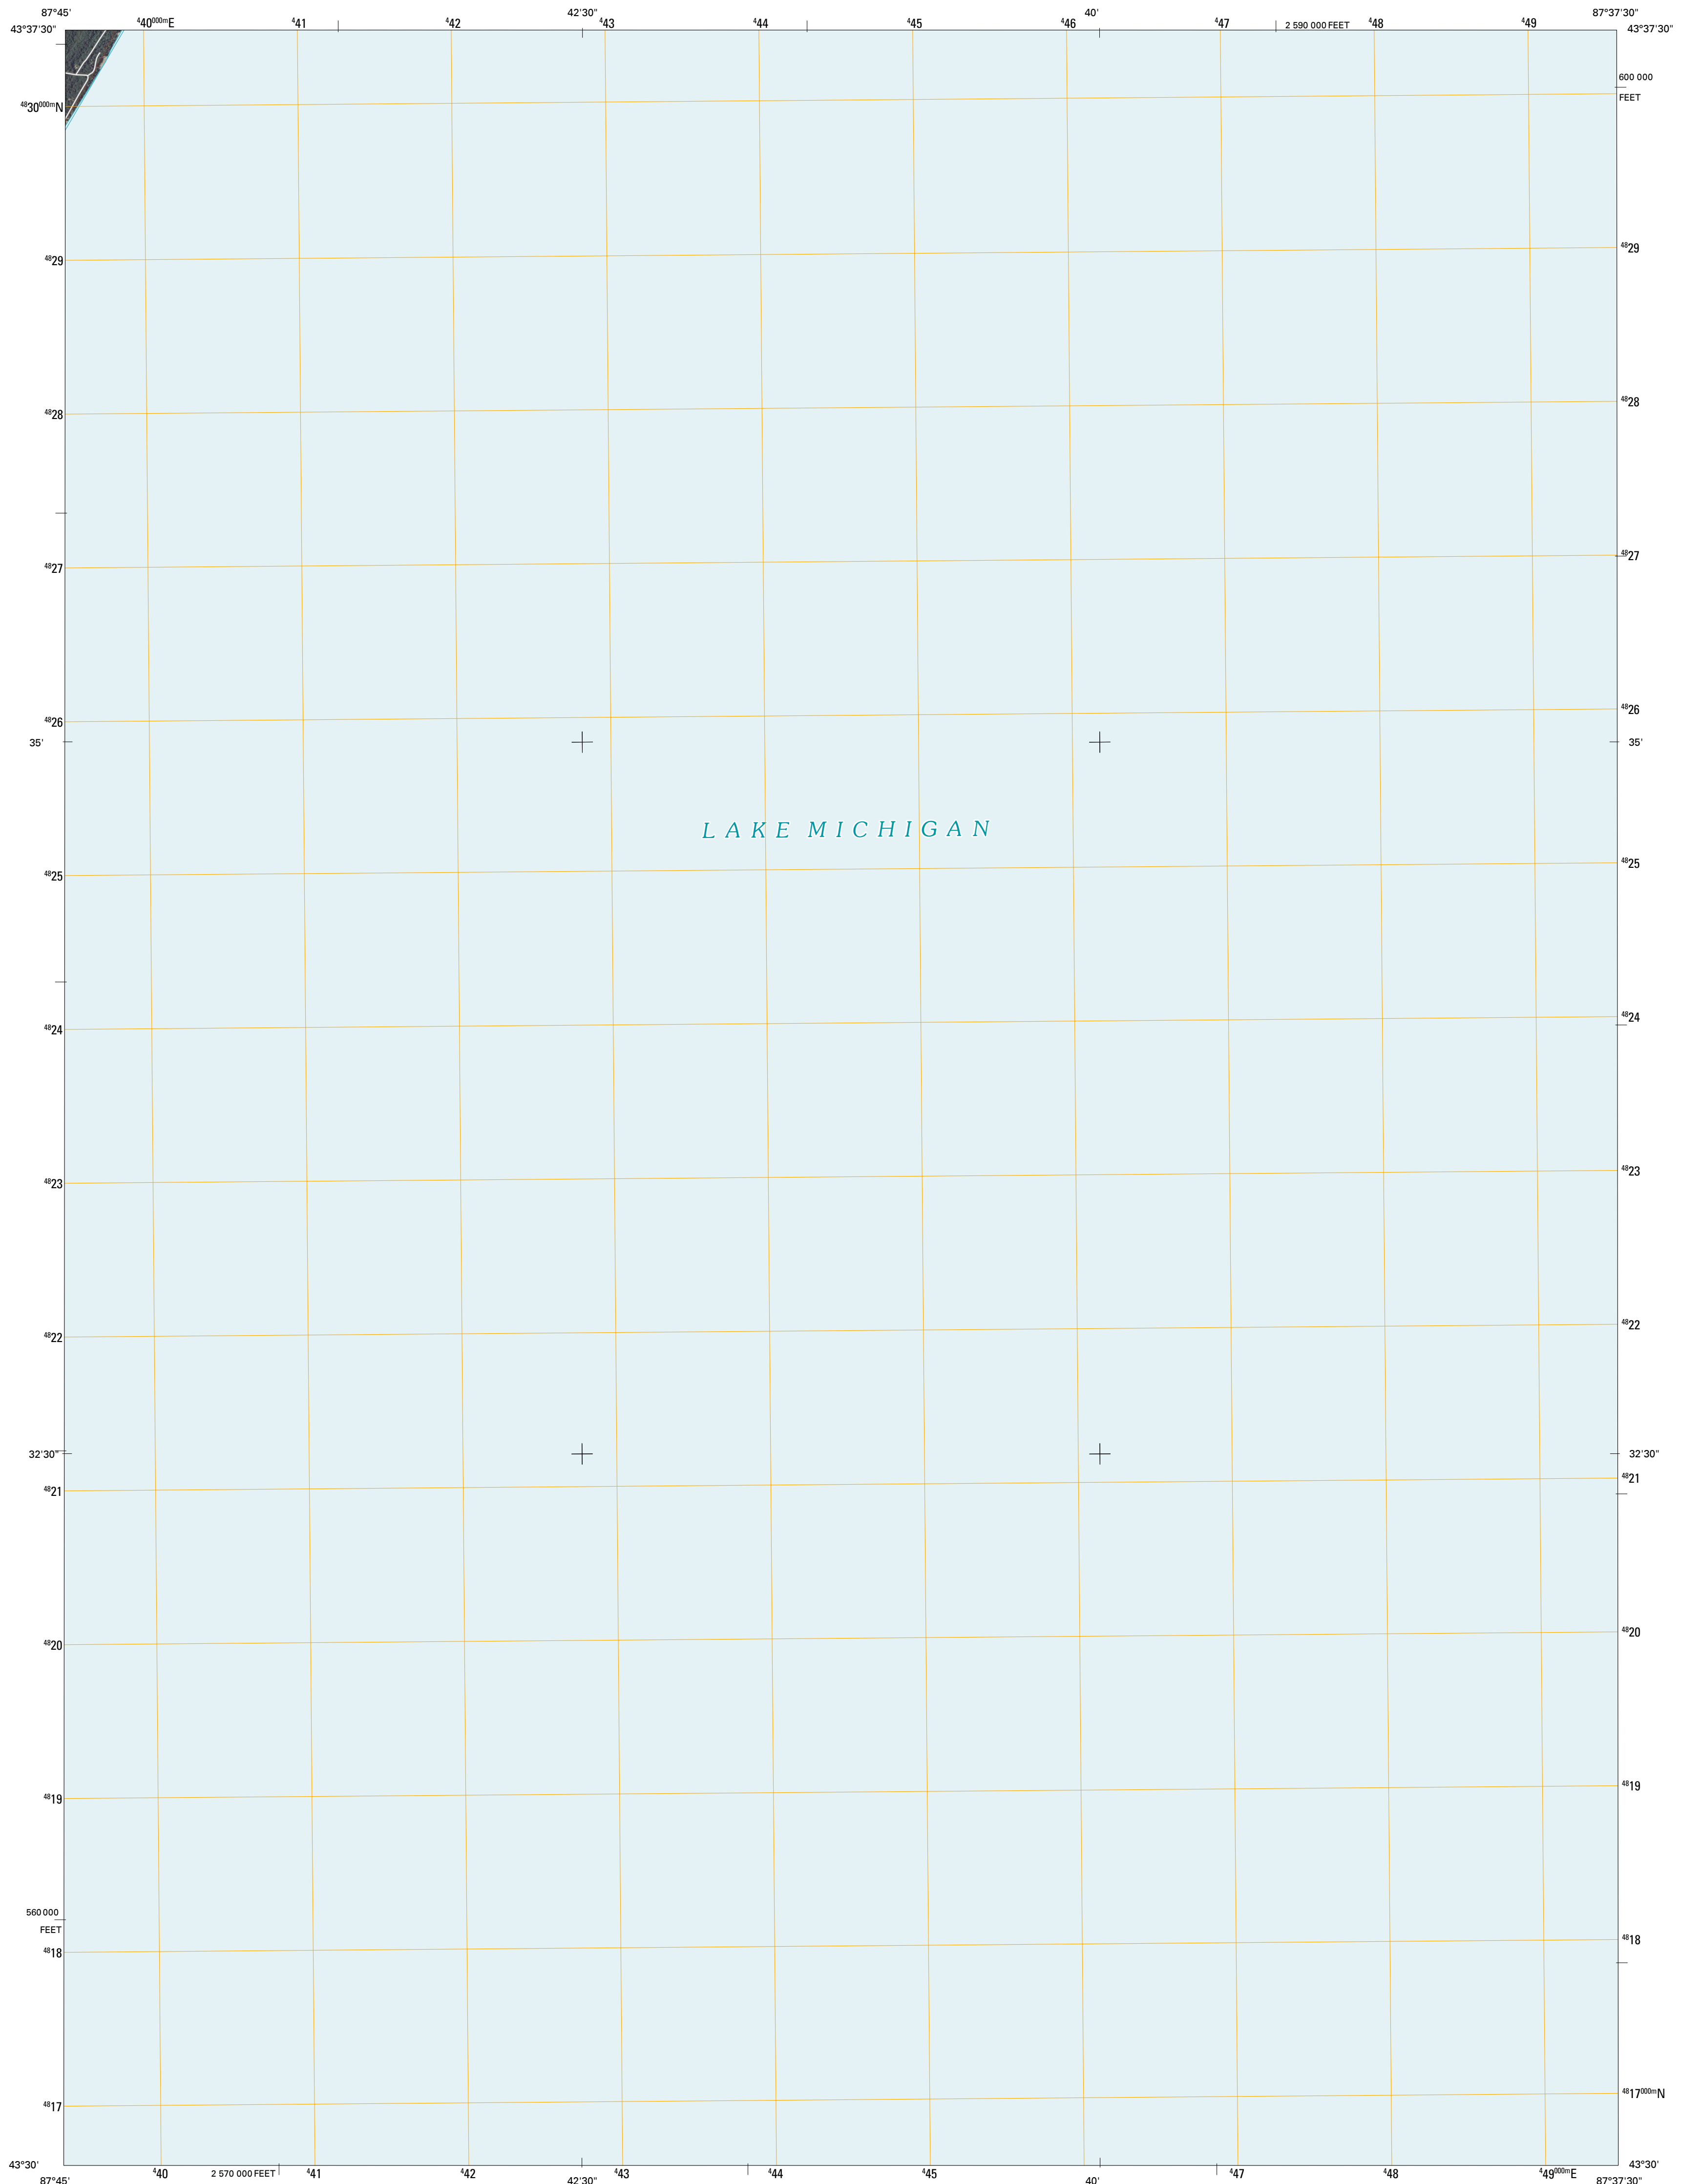 87°45' 42'30" 40' 87°37'30"
⁴40⁰⁰⁰ᵐE ⁴41 ⁴42 ⁴43 ⁴44 ⁴45 ⁴46 ⁴47 2 590 000 FEET ⁴48 ⁴49
43°37'30" 43°37'30"
600 000
FEET
⁴⁸30⁰⁰⁰ᵐN
⁴⁸29 ⁴⁸29
⁴⁸28 ⁴⁸28
⁴⁸27 ⁴⁸27
⁴⁸26 ⁴⁸26
35' 35'
LAKE MICHIGAN
⁴⁸25 ⁴⁸25
⁴⁸24 ⁴⁸24
⁴⁸23 ⁴⁸23
⁴⁸22 ⁴⁸22
32'30" 32'30"
⁴⁸21 ⁴⁸21
⁴⁸20 ⁴⁸20
⁴⁸19 ⁴⁸19
560 000
FEET
⁴⁸18 ⁴⁸18
⁴⁸17 ⁴⁸17⁰⁰⁰ᵐN
43°30' 43°30'
⁴40 2 570 000 FEET ⁴41 ⁴42 ⁴43 ⁴44 ⁴45 ⁴47 ⁴48 ⁴49⁰⁰⁰ᵐE
87°45' 42'30" 40' 87°37'30"